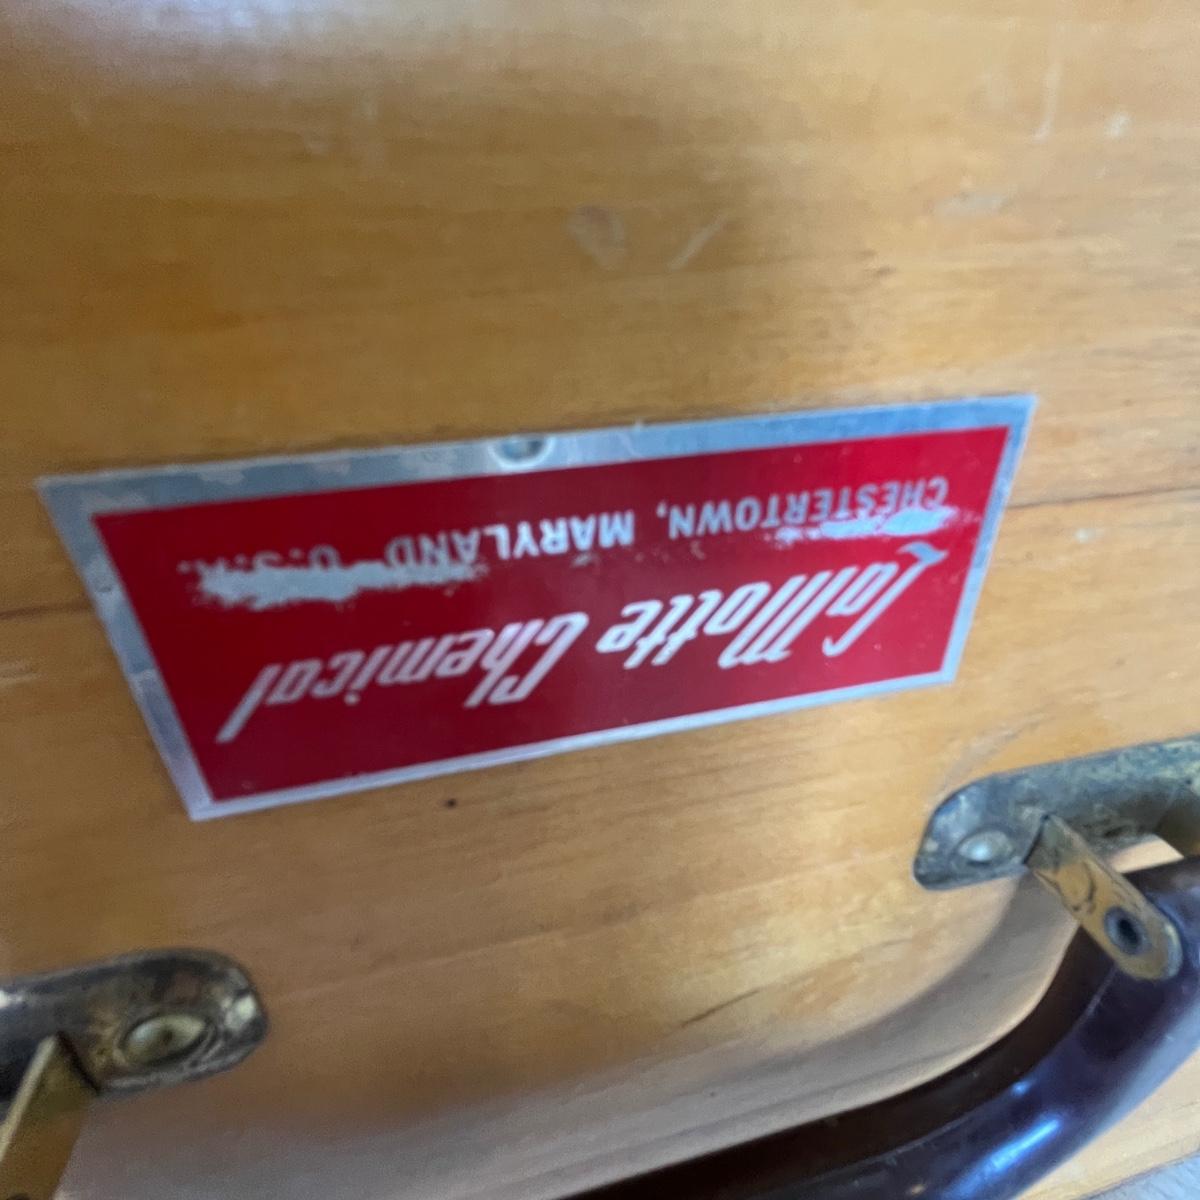 LaMotte Chemical
CHESTERTOWN, MARYLAND U.S.A.